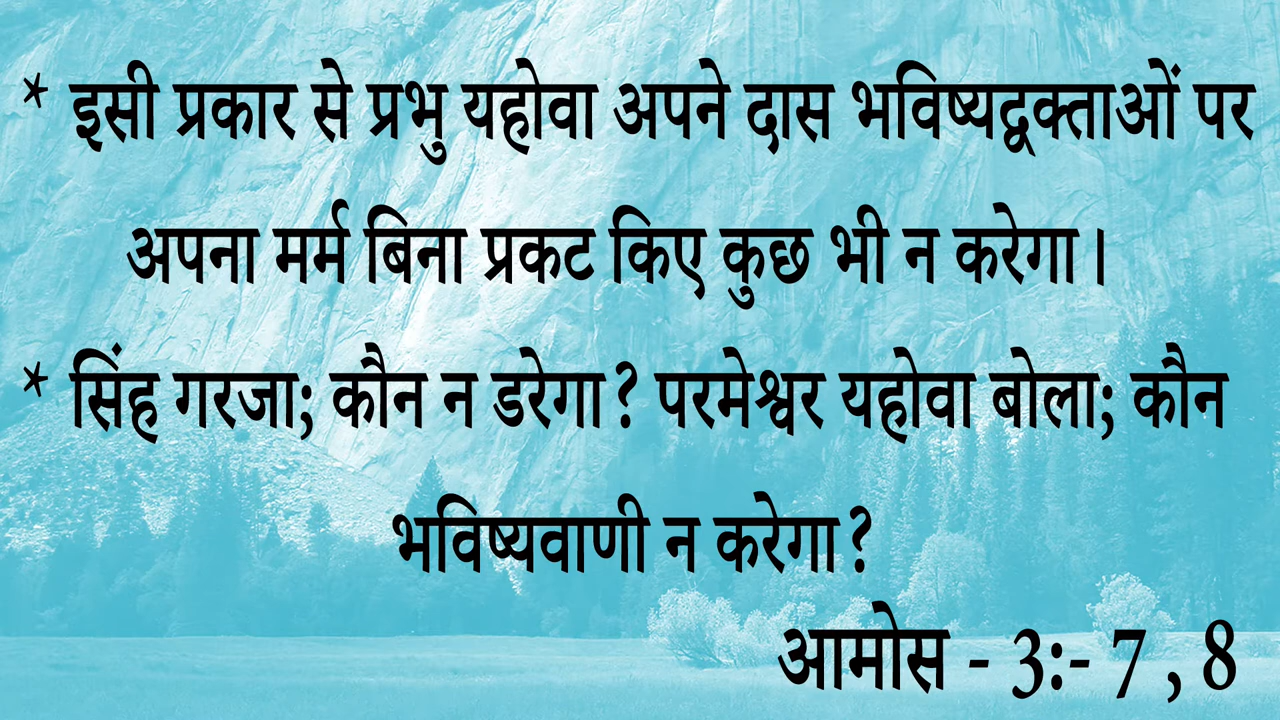 * इसी प्रकार से प्रभु यहोवा अपने दास भविष्यद्वक्ताओं पर
अपना मर्म बिना प्रकट किए कुछ भी न करेगा।
* सिंह गरजा; कौन न डरेगा? परमेश्वर यहोवा बोला; कौन
भविष्यवाणी न करेगा?
आमोस - 3:- 7 , 8